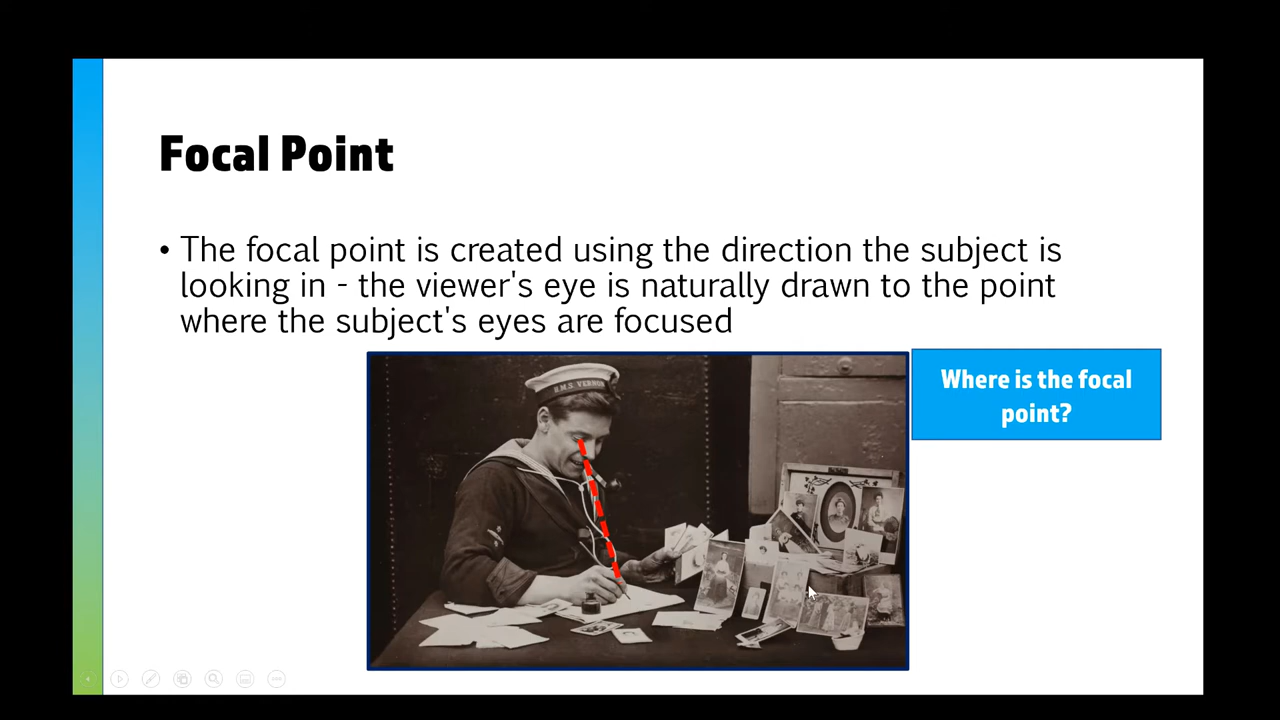 Focal Point
• The focal point is created using the direction the subject is
looking in - the viewer's eye is naturally drawn to the point
where the subject's eyes are focused
Where is the focal
point?
H.M.S. VERNON